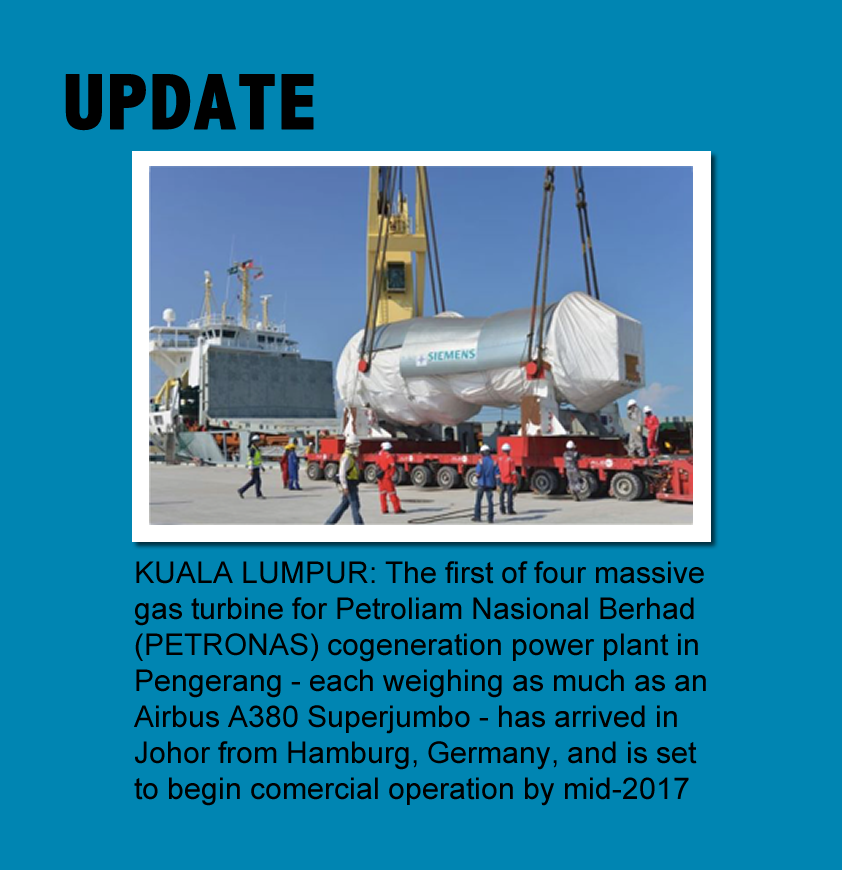 UPDATE
SIEMENS
KUALA LUMPUR: The first of four massive
gas turbine for Petroliam Nasional Berhad
(PETRONAS) cogeneration power plant in
Pengerang - each weighing as much as an
Airbus A380 Superjumbo - has arrived in
Johor from Hamburg, Germany, and is set
to begin comercial operation by mid-2017